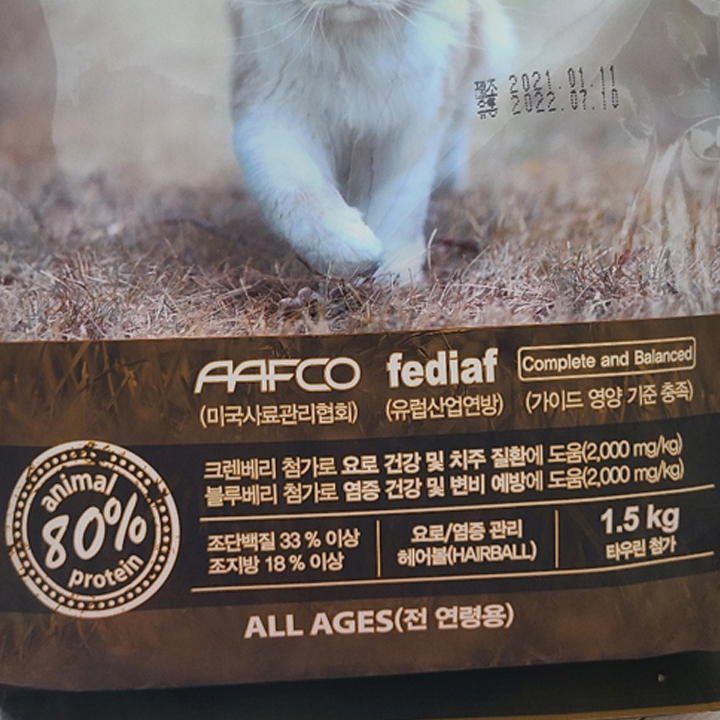 제조 2021.01.11
유통 2022.07.10
AAFCO fediaf Complete and Balanced
(미국사료관리협회) (유럽산업연방) (가이드 영양 기준 충족)
크렌베리 첨가로 요로 건강 및 치주 질환에 도움(2,000 mg/kg)
블루베리 첨가로 염증 건강 및 변비 예방에 도움(2,000 mg/kg)
animal
80%
protein
조단백질 33 % 이상
조지방 18 % 이상
요로/염증 관리
헤어볼(HAIRBALL)
1.5 kg
타우린 첨가
ALL AGES(전 연령용)